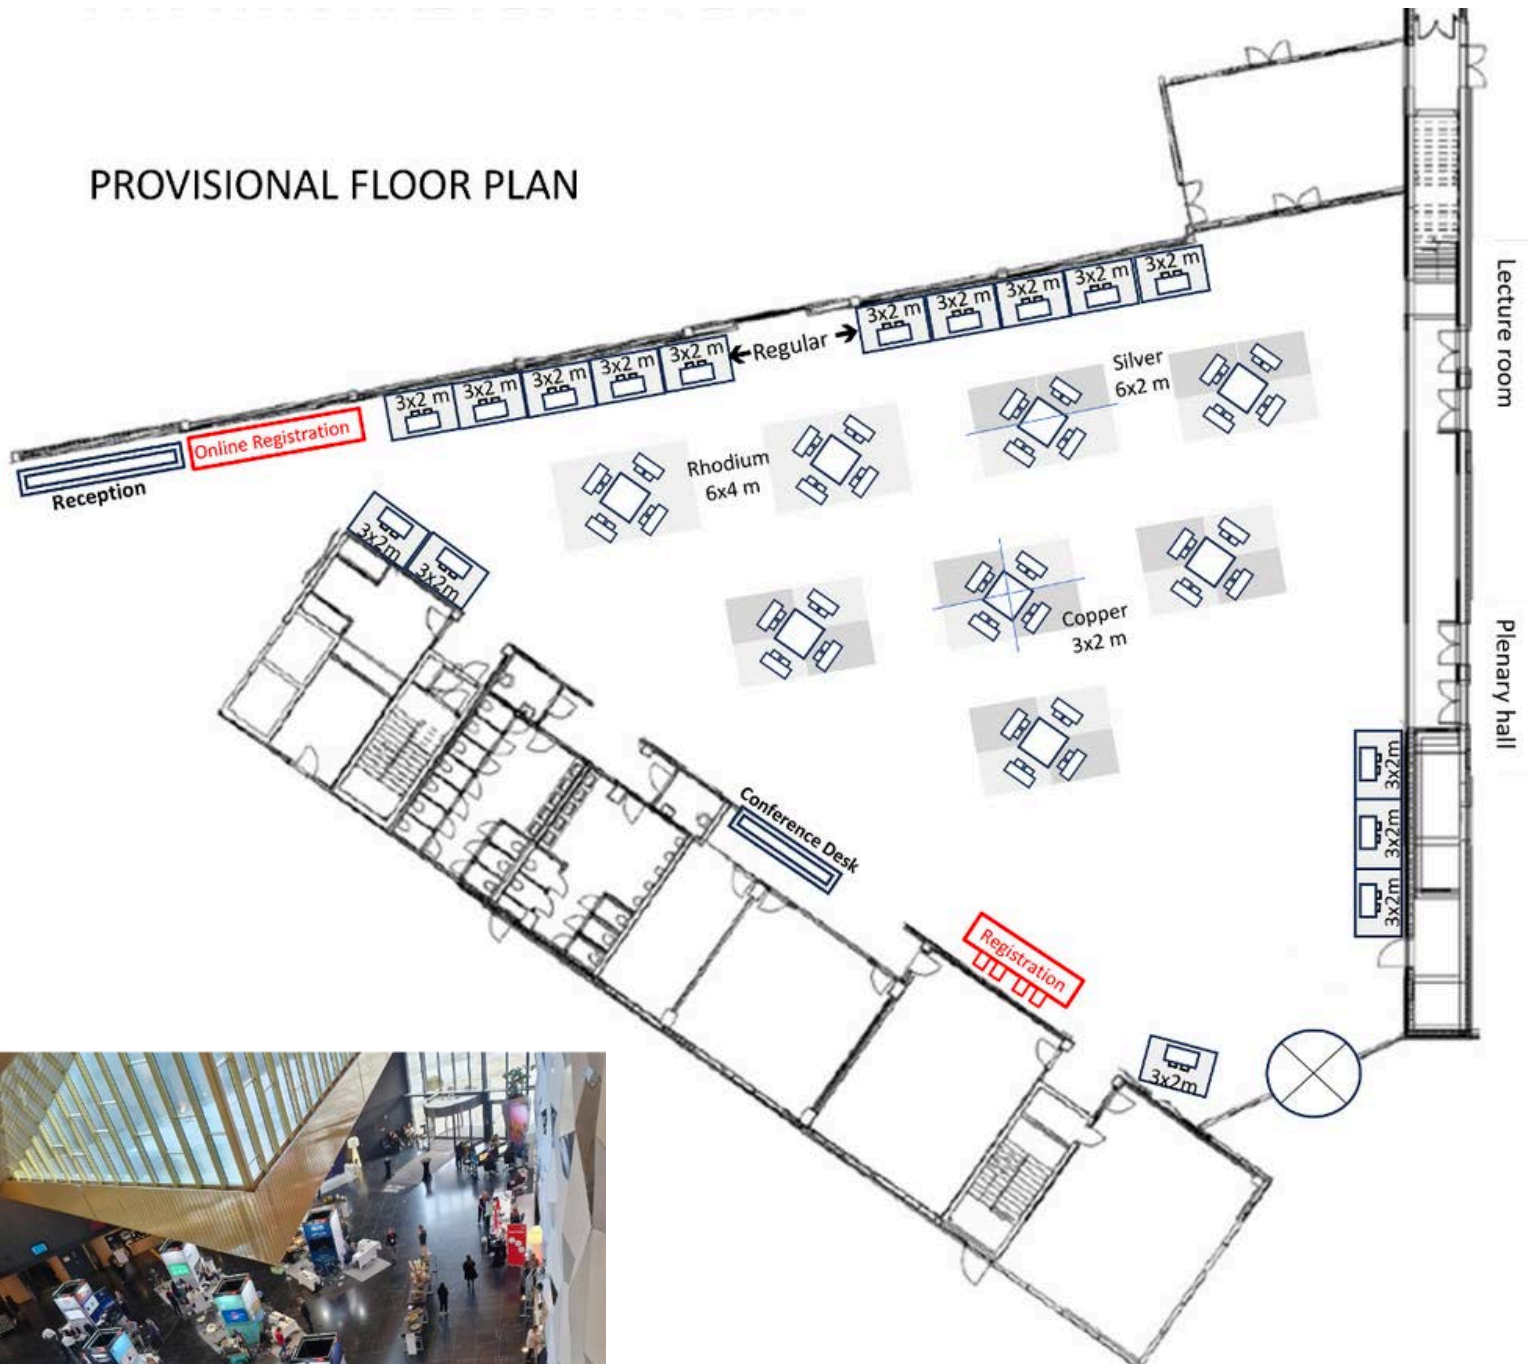 PROVISIONAL FLOOR PLAN
3x2 m
3x2 m
3x2 m
3x2 m
3x2 m
Regular
3x2 m
3x2 m
3x2 m
3x2 m
3x2 m
Lecture room
Silver
6x2 m
Online Registration
Reception
Rhodium
6x4 m
3x2m
3x2m
Copper
3x2 m
Plenary hall
3x2m
3x2m
3x2m
Conference Desk
Registration
3x2m